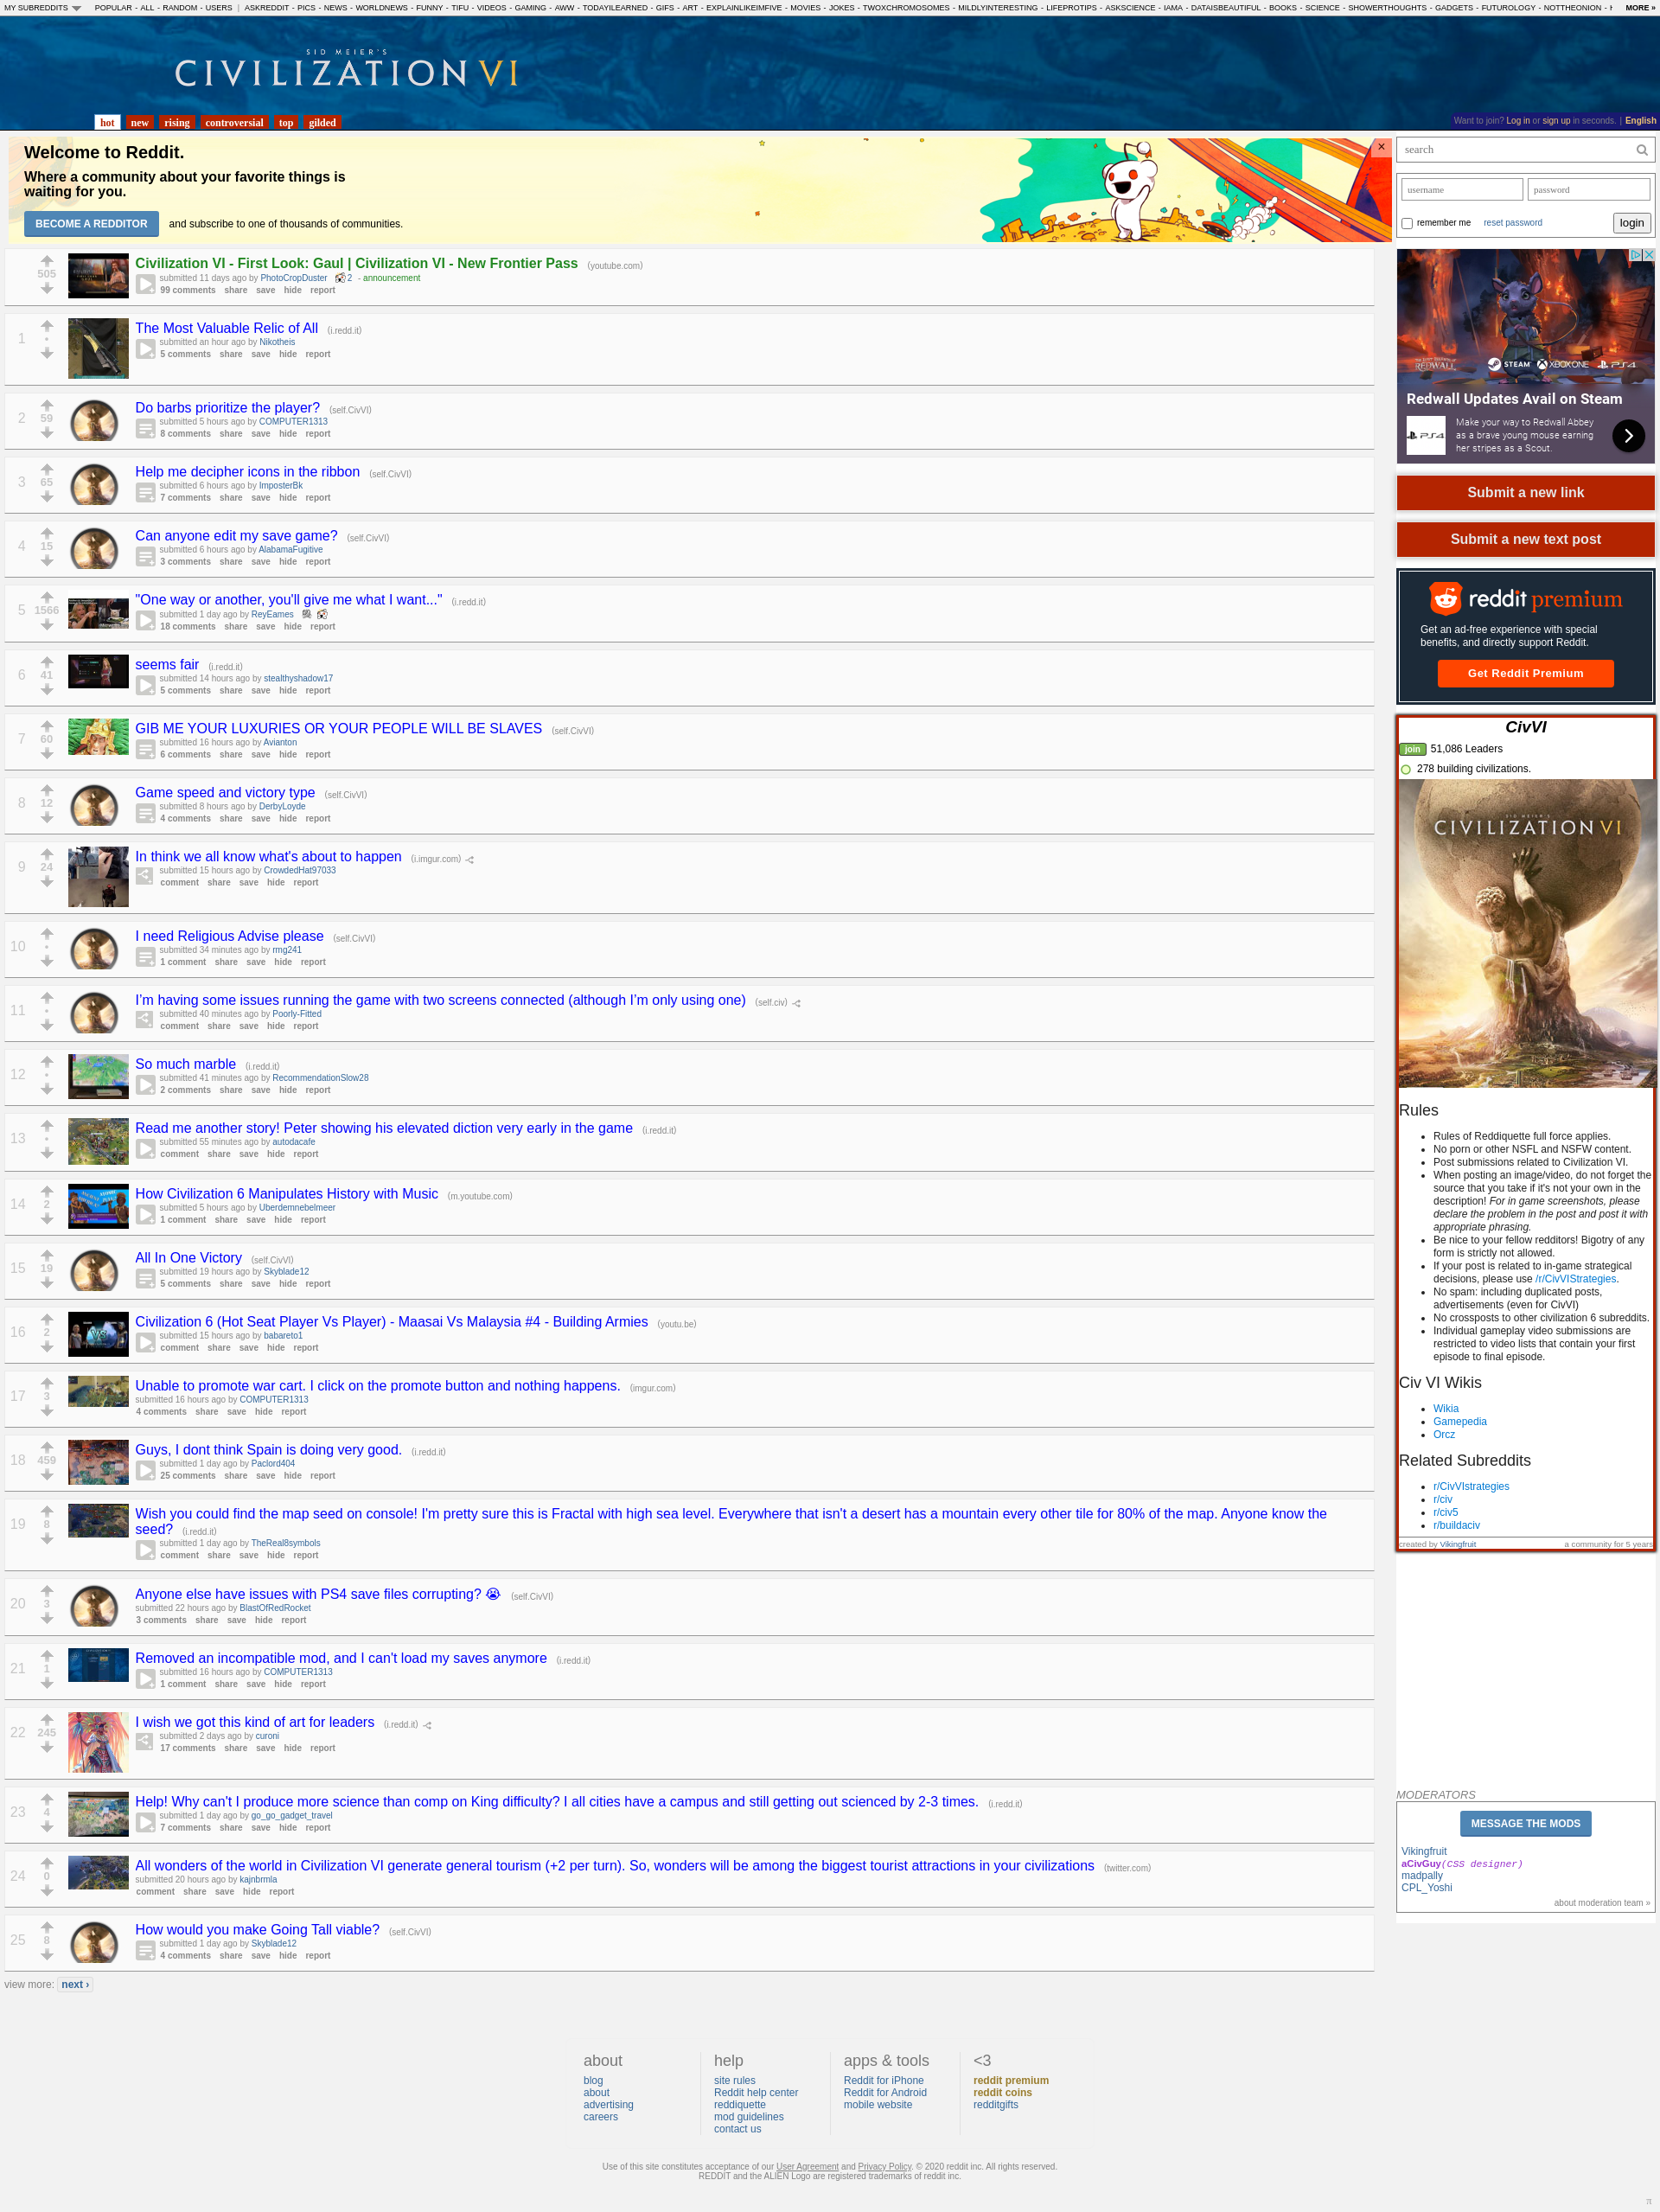 MY SUBREDDITS POPULAR - ALL - RANDOM - USERS | ASKREDDIT - PICS - NEWS - WORLDNEWS - FUNNY - TIFU - VIDEOS - GAMING - AWW - TODAYILEARNED - GIFS - ART - EXPLAINLIKEIMFIVE - MOVIES - JOKES - TWOXCHROMOSOMES - MILDLYINTERESTING - LIFEPROTIPS - ASKSCIENCE - IAMA - DATAISBEAUTIFUL - BOOKS - SCIENCE - SHOWERTHOUGHTS - GADGETS - FUTUROLOGY - NOTTHEONION - MORE »
SID MEIER'S
CIVILIZATION VI
hot new rising controversial top gilded
Want to join? Log in or sign up in seconds. | English
Welcome to Reddit.
Where a community about your favorite things is
waiting for you.
BECOME A REDDITOR and subscribe to one of thousands of communities.
×
505
Civilization VI - First Look: Gaul | Civilization VI - New Frontier Pass (youtube.com)
submitted 11 days ago by PhotoCropDuster 2 - announcement
99 comments share save hide report
1 •
The Most Valuable Relic of All (i.redd.it)
submitted an hour ago by Nikotheis
5 comments share save hide report
2 59
Do barbs prioritize the player? (self.CivVI)
submitted 5 hours ago by COMPUTER1313
8 comments share save hide report
3 65
Help me decipher icons in the ribbon (self.CivVI)
submitted 6 hours ago by ImposterBk
7 comments share save hide report
4 15
Can anyone edit my save game? (self.CivVI)
submitted 6 hours ago by AlabamaFugitive
3 comments share save hide report
5 1566
"One way or another, you'll give me what I want..." (i.redd.it)
submitted 1 day ago by ReyEames
18 comments share save hide report
6 41
seems fair (i.redd.it)
submitted 14 hours ago by stealthyshadow17
5 comments share save hide report
7 60
GIB ME YOUR LUXURIES OR YOUR PEOPLE WILL BE SLAVES (self.CivVI)
submitted 16 hours ago by Avianton
6 comments share save hide report
8 12
Game speed and victory type (self.CivVI)
submitted 8 hours ago by DerbyLoyde
4 comments share save hide report
9 24
In think we all know what's about to happen (i.imgur.com)
submitted 15 hours ago by CrowdedHat97033
comment share save hide report
10 •
I need Religious Advise please (self.CivVI)
submitted 34 minutes ago by rmg241
1 comment share save hide report
11 •
I’m having some issues running the game with two screens connected (although I’m only using one) (self.civ)
submitted 40 minutes ago by Poorly-Fitted
comment share save hide report
12 •
So much marble (i.redd.it)
submitted 41 minutes ago by RecommendationSlow28
2 comments share save hide report
13 •
Read me another story! Peter showing his elevated diction very early in the game (i.redd.it)
submitted 55 minutes ago by autodacafe
comment share save hide report
14 2
How Civilization 6 Manipulates History with Music (m.youtube.com)
submitted 5 hours ago by Uberdemnebelmeer
1 comment share save hide report
15 19
All In One Victory (self.CivVI)
submitted 19 hours ago by Skyblade12
5 comments share save hide report
16 2
Civilization 6 (Hot Seat Player Vs Player) - Maasai Vs Malaysia #4 - Building Armies (youtu.be)
submitted 15 hours ago by babareto1
comment share save hide report
17 3
Unable to promote war cart. I click on the promote button and nothing happens. (imgur.com)
submitted 16 hours ago by COMPUTER1313
4 comments share save hide report
18 459
Guys, I dont think Spain is doing very good. (i.redd.it)
submitted 1 day ago by Paclord404
25 comments share save hide report
19 8
Wish you could find the map seed on console! I'm pretty sure this is Fractal with high sea level. Everywhere that isn't a desert has a mountain every other tile for 80% of the map. Anyone know the
seed? (i.redd.it)
submitted 1 day ago by TheReal8symbols
comment share save hide report
20 3
Anyone else have issues with PS4 save files corrupting? 😭 (self.CivVI)
submitted 22 hours ago by BlastOfRedRocket
3 comments share save hide report
21 1
Removed an incompatible mod, and I can't load my saves anymore (i.redd.it)
submitted 16 hours ago by COMPUTER1313
1 comment share save hide report
22 245
I wish we got this kind of art for leaders (i.redd.it)
submitted 2 days ago by curoni
17 comments share save hide report
23 4
Help! Why can't I produce more science than comp on King difficulty? I all cities have a campus and still getting out scienced by 2-3 times. (i.redd.it)
submitted 1 day ago by go_go_gadget_travel
7 comments share save hide report
24 0
All wonders of the world in Civilization VI generate general tourism (+2 per turn). So, wonders will be among the biggest tourist attractions in your civilizations (twitter.com)
submitted 20 hours ago by kajnbrmla
comment share save hide report
25 8
How would you make Going Tall viable? (self.CivVI)
submitted 1 day ago by Skyblade12
4 comments share save hide report
view more: next ›
search
username password
remember me reset password login
REDWALL STEAM XBOX ONE PS4
Redwall Updates Avail on Steam
PS4
Make your way to Redwall Abbey
as a brave young mouse earning
her stripes as a Scout.
Submit a new link
Submit a new text post
reddit premium
Get an ad-free experience with special
benefits, and directly support Reddit.
Get Reddit Premium
CivVI
join 51,086 Leaders
278 building civilizations.
SID MEIER'S
CIVILIZATION VI
Rules
• Rules of Reddiquette full force applies.
• No porn or other NSFL and NSFW content.
• Post submissions related to Civilization VI.
• When posting an image/video, do not forget the
source that you take if it's not your own in the
description! For in game screenshots, please
declare the problem in the post and post it with
appropriate phrasing.
• Be nice to your fellow redditors! Bigotry of any
form is strictly not allowed.
• If your post is related to in-game strategical
decisions, please use /r/CivVIStrategies.
• No spam: including duplicated posts,
advertisements (even for CivVI)
• No crossposts to other civilization 6 subreddits.
• Individual gameplay video submissions are
restricted to video lists that contain your first
episode to final episode.
Civ VI Wikis
• Wikia
• Gamepedia
• Orcz
Related Subreddits
• r/CivVIstrategies
• r/civ
• r/civ5
• r/buildaciv
created by Vikingfruit a community for 5 years
MODERATORS
MESSAGE THE MODS
Vikingfruit
aCivGuy(CSS designer)
madpally
CPL_Yoshi
about moderation team »
about
blog
about
advertising
careers
help
site rules
Reddit help center
reddiquette
mod guidelines
contact us
apps & tools
Reddit for iPhone
Reddit for Android
mobile website
<3
reddit premium
reddit coins
redditgifts
Use of this site constitutes acceptance of our User Agreement and Privacy Policy. © 2020 reddit inc. All rights reserved.
REDDIT and the ALIEN Logo are registered trademarks of reddit inc.
π